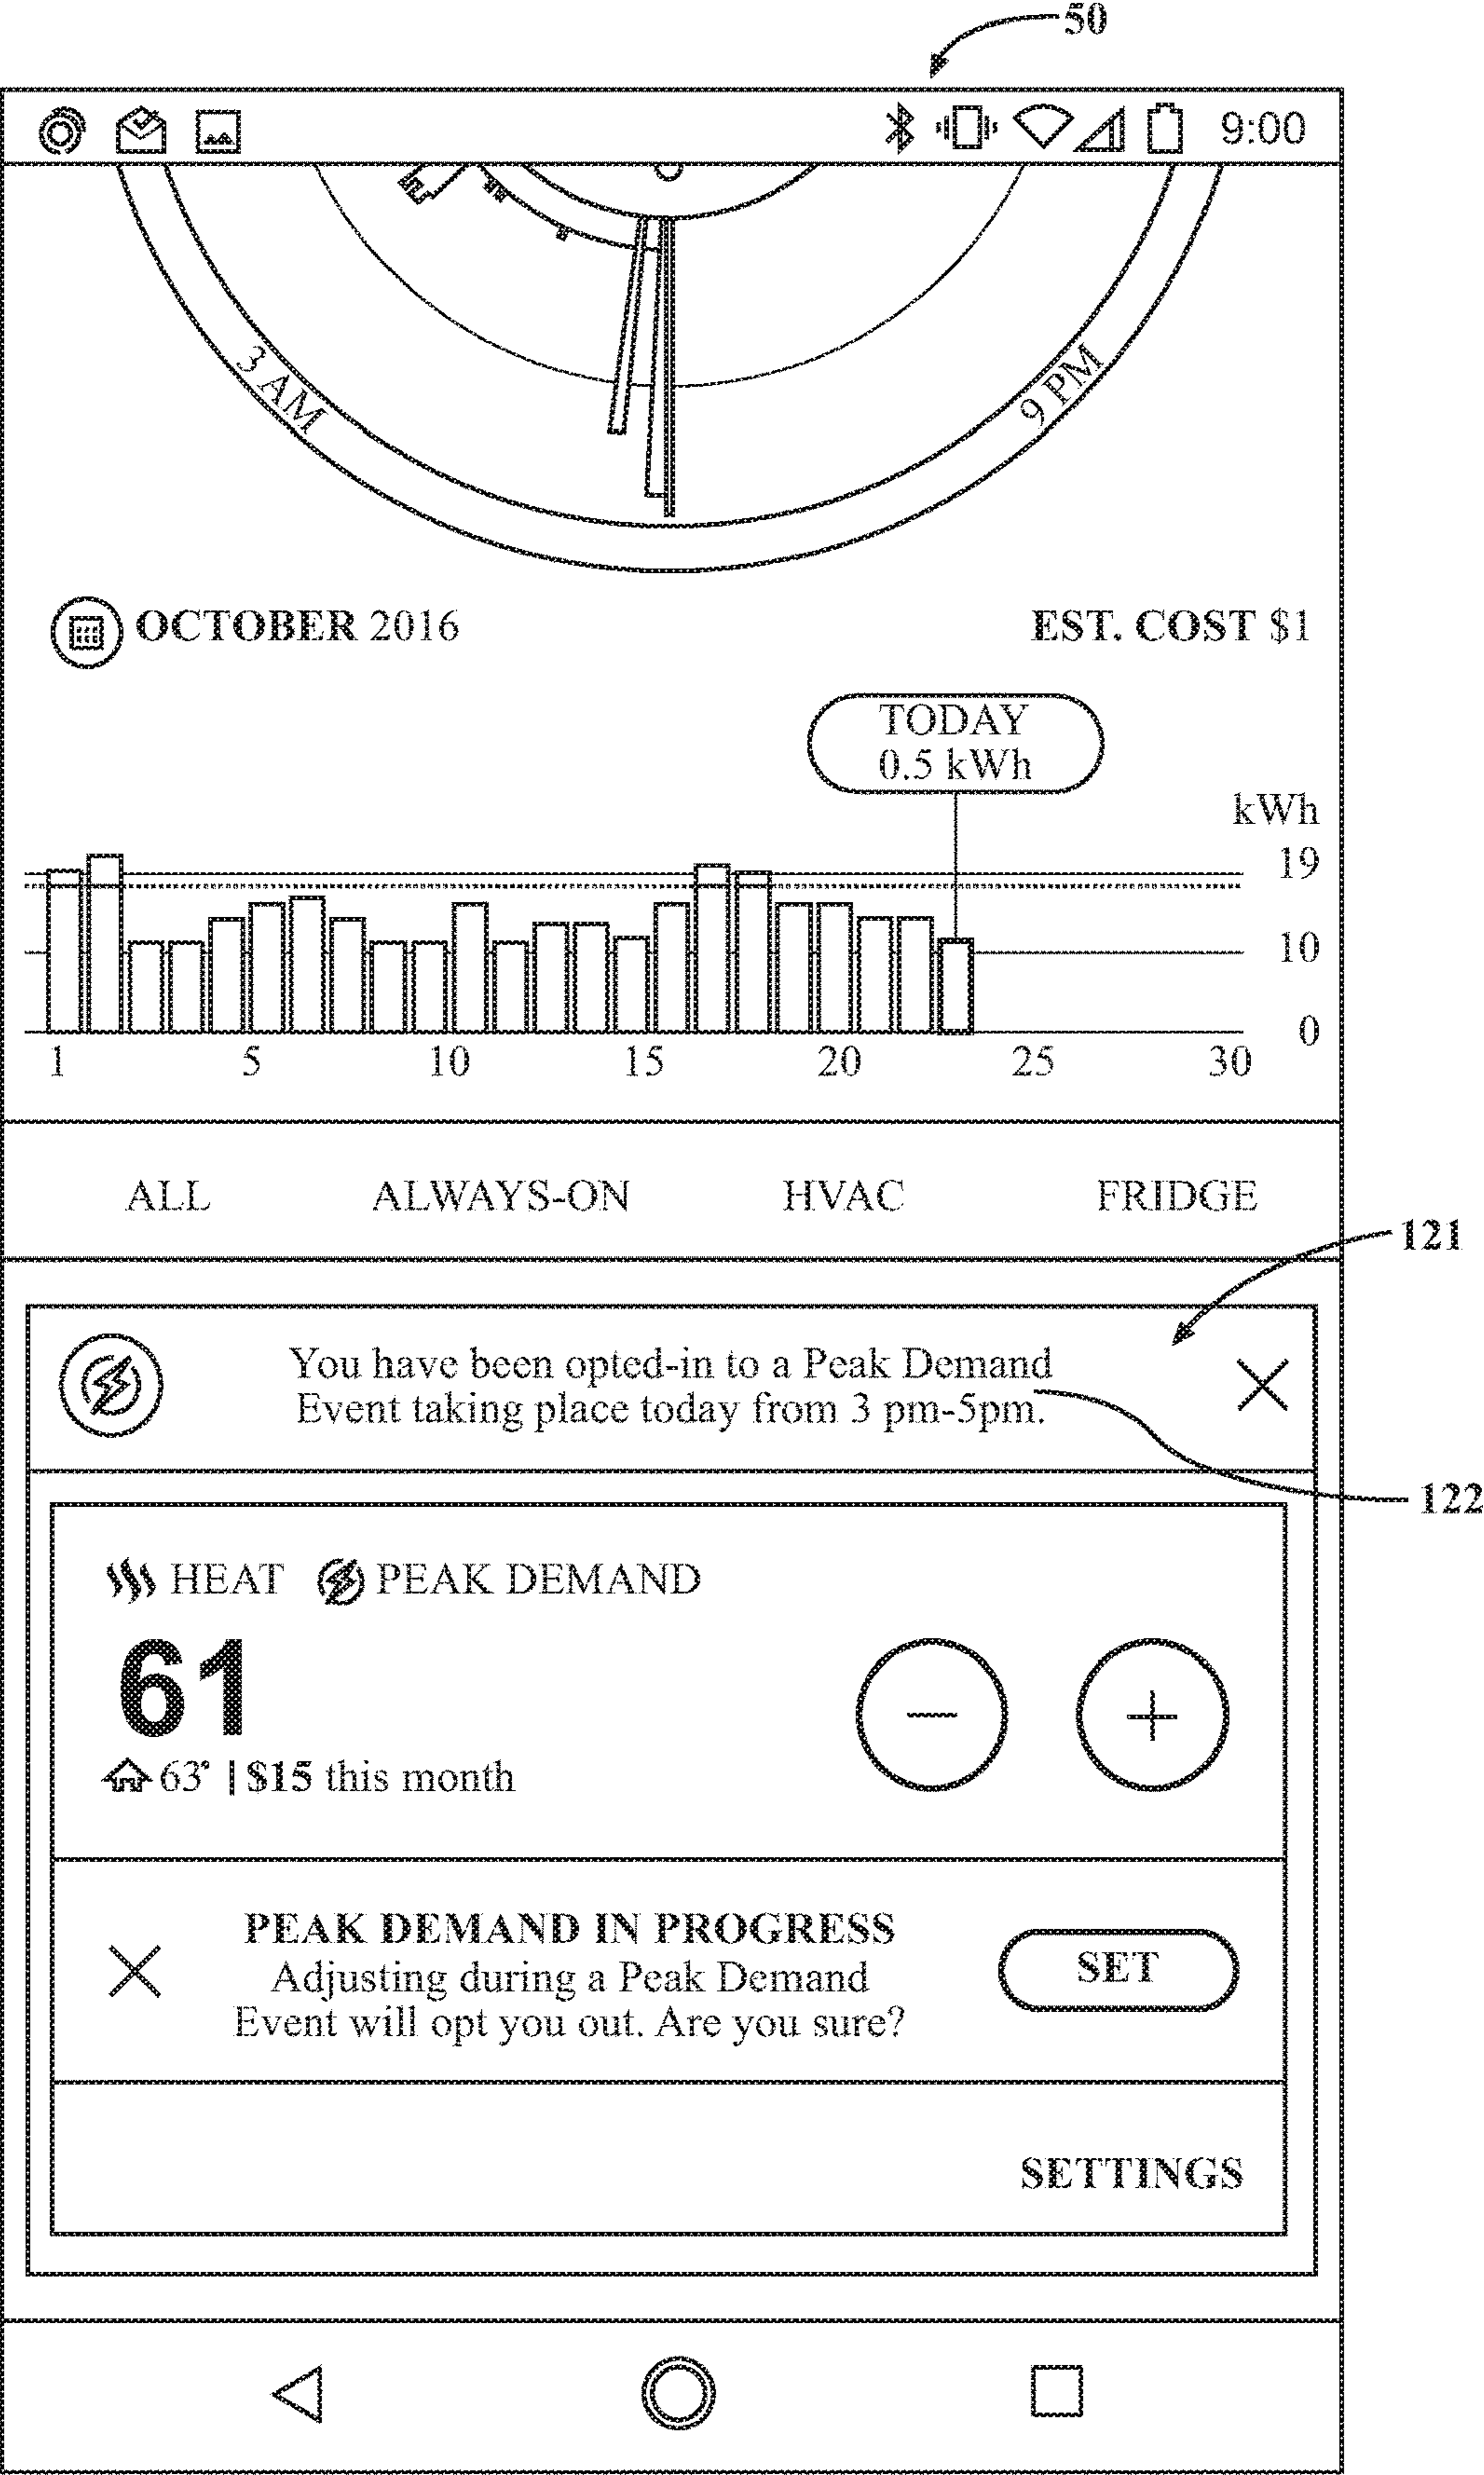 50
9:00
3 AM
9 PM
OCTOBER 2016
EST. COST $1
TODAY
0.5 kWh
kWh
19
10
0
1 5 10 15 20 25 30
ALL ALWAYS-ON HVAC FRIDGE
121
You have been opted-in to a Peak Demand
Event taking place today from 3 pm-5pm.
122
HEAT PEAK DEMAND
61
63° | $15 this month
PEAK DEMAND IN PROGRESS
Adjusting during a Peak Demand
Event will opt you out. Are you sure?
SET
SETTINGS